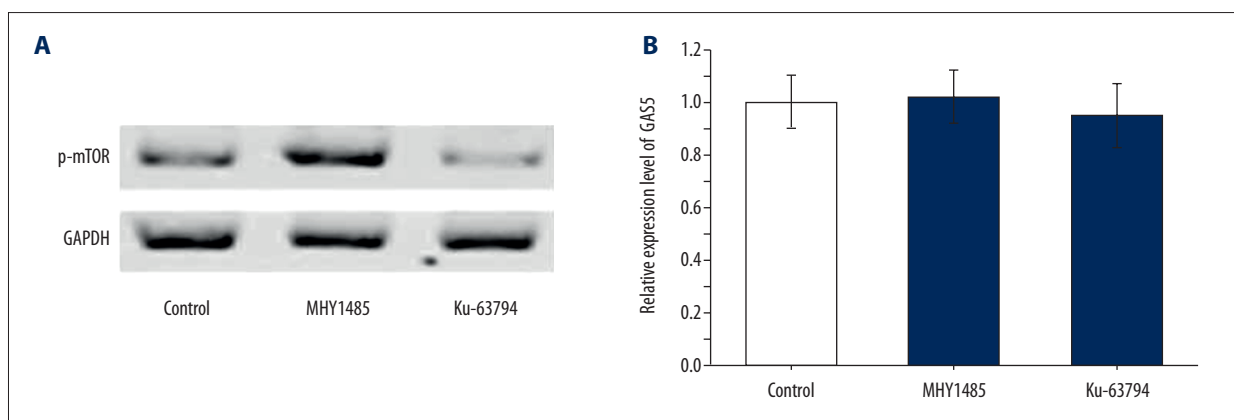 A
p-mTOR
GAPDH
Control MHY1485 Ku-63794
B
Relative expression level of GAS5
1.2
1.0
0.8
0.6
0.4
0.2
0.0
Control MHY1485 Ku-63794